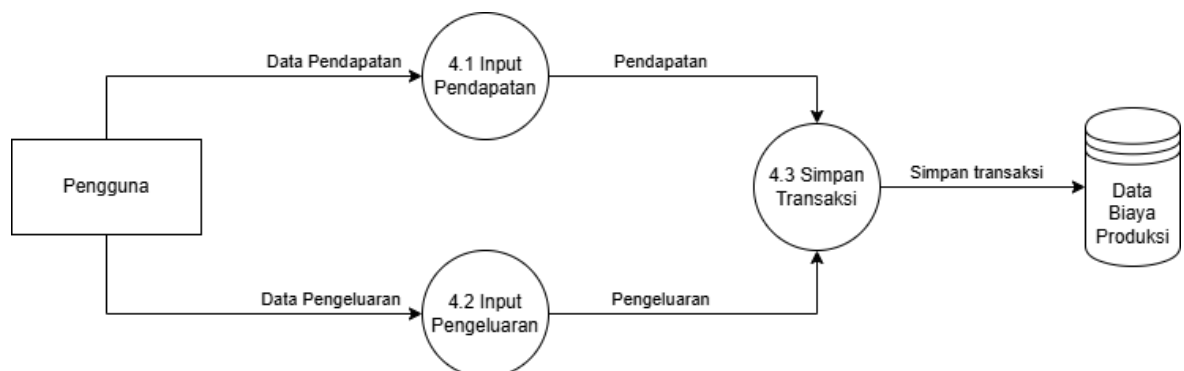 Data Pendapatan
4.1 Input
Pendapatan
Pendapatan
Pengguna
4.3 Simpan
Transaksi
Simpan transaksi
Data
Biaya
Produksi
Data Pengeluaran
4.2 Input
Pengeluaran
Pengeluaran